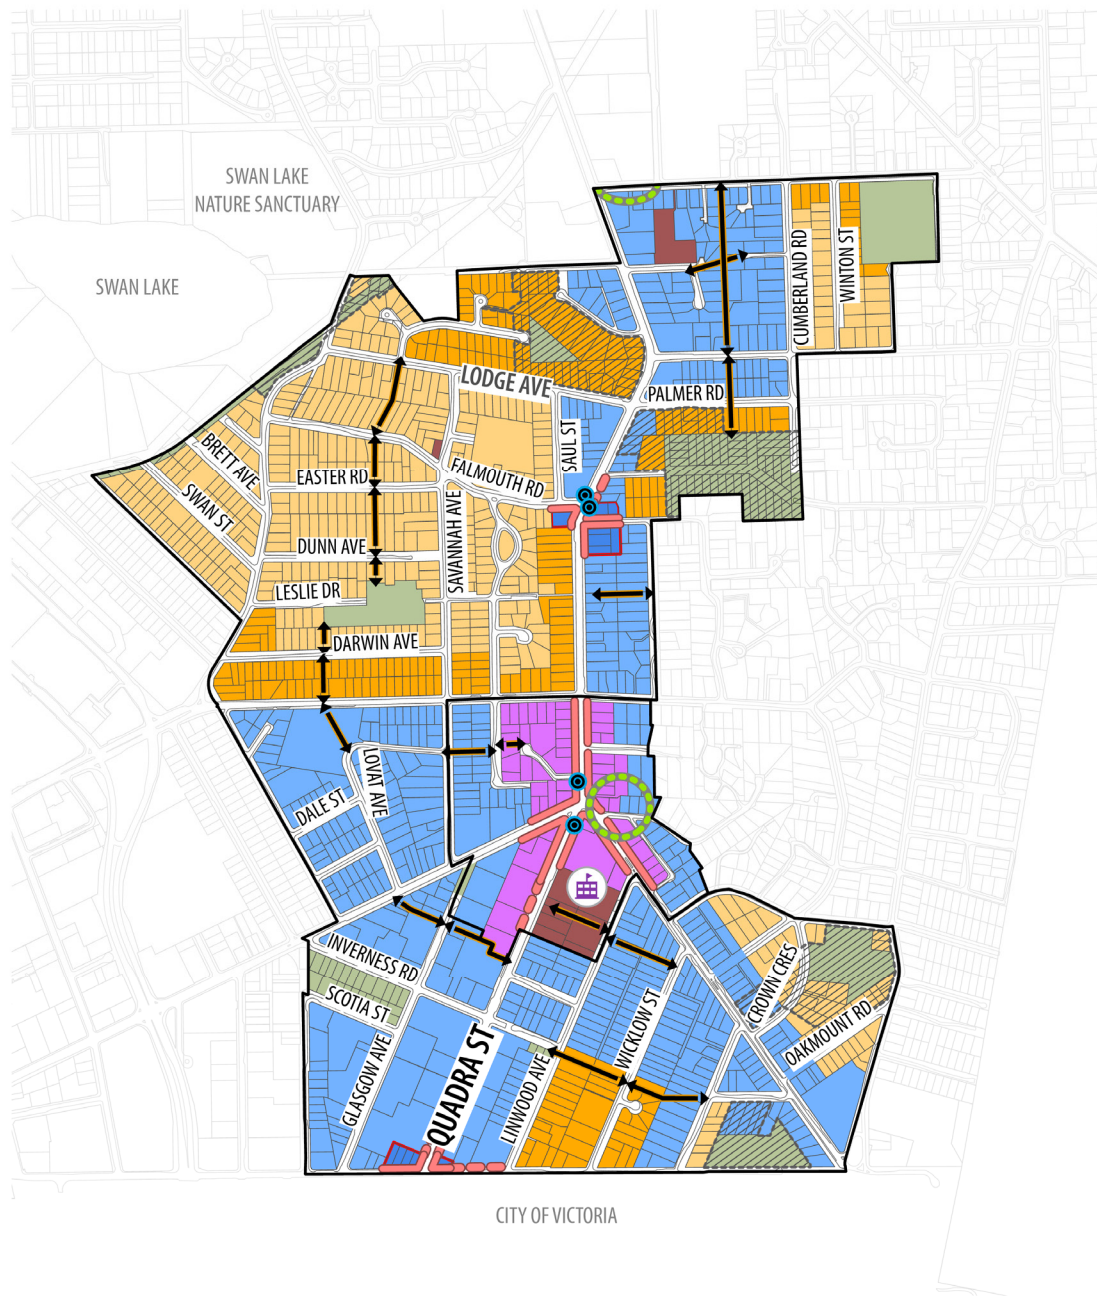 SWAN LAKE
NATURE SANCTUARY
SWAN LAKE
CUMBERLAND RD
WINTON ST
LODGE AVE
PALMER RD
SAUL ST
BRETT AVE
SWAN ST
EASTER RD
FALMOUTH RD
SAVANNAH AVE
DUNN AVE
LESLIE DR
DARWIN AVE
LOVAT AVE
DALE ST
INVERNESS RD
SCOTIA ST
GLASGOW AVE
QUADRA ST
LINWOOD AVE
WICKLOW ST
CROWN CRES
OAKMOUNT RD
CITY OF VICTORIA